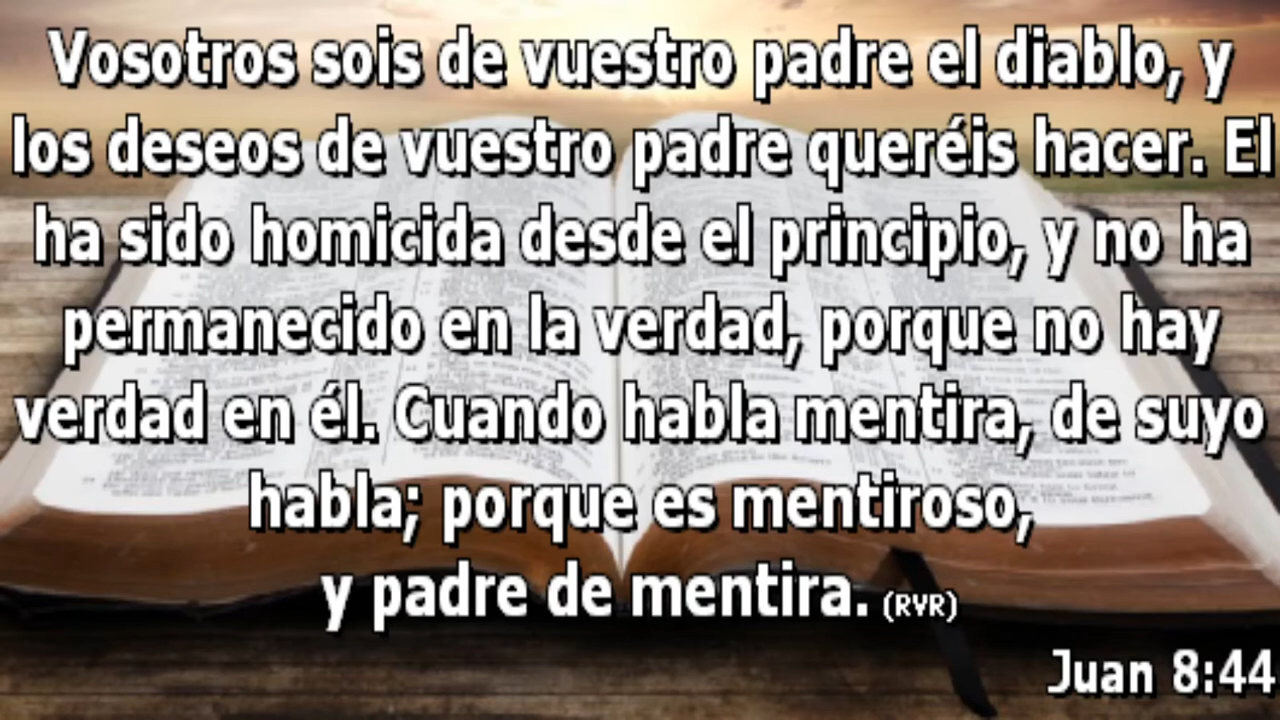 Vosotros sois de vuestro padre el diablo, y
los deseos de vuestro padre queréis hacer. El
ha sido homicida desde el principio, y no ha
permanecido en la verdad, porque no hay
verdad en él. Cuando habla mentira, de suyo
habla; porque es mentiroso,
y padre de mentira. (RVR)
Juan 8:44